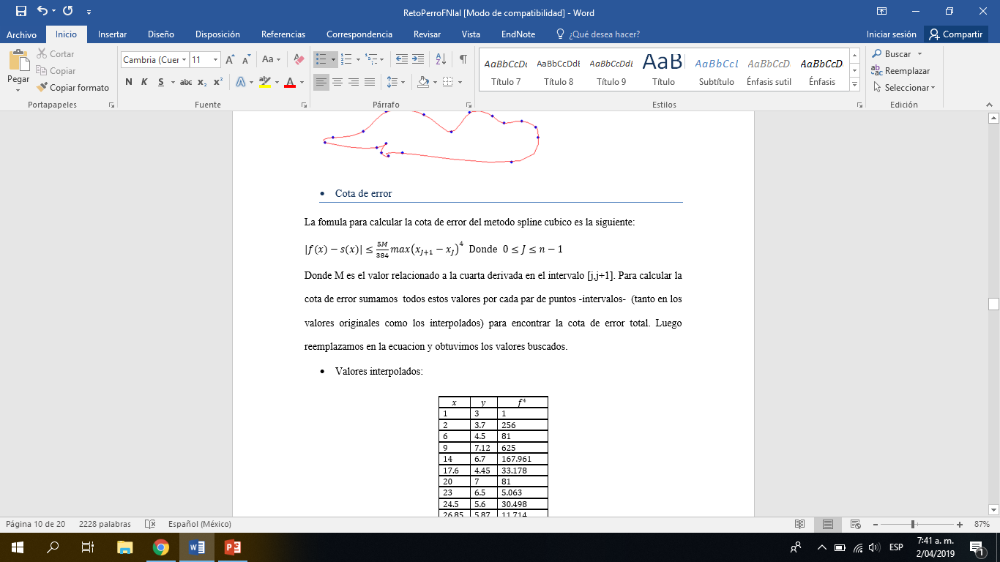 RetoPerroFNIal [Modo de compatibilidad] - Word
Archivo Inicio Insertar Diseño Disposición Referencias Correspondencia Revisar Vista EndNote ¿Qué desea hacer? Iniciar sesión Compartir
Pegar
Cortar
Copiar
Copiar formato
Portapapeles
Cambria (Cuer 11
N K S abc x₂ x²
Fuente
Párrafo
AaBbCcDc AaBbCcDdE AaBbCcDdE AaB AaBbCcL AaBbCcD AaBbCcD
Título 7 Título 8 Título 9 Título Subtítulo Énfasis sutil Énfasis
Estilos
Buscar
Reemplazar
Seleccionar
Edición
• Cota de error
La fomula para calcular la cota de error del metodo spline cubico es la siguiente:
|f(x) − s(x)| ≤ 5M/384 max(x_{J+1} − x_J)^4 Donde 0 ≤ J ≤ n − 1
Donde M es el valor relacionado a la cuarta derivada en el intervalo [j,j+1]. Para calcular la
cota de error sumamos todos estos valores por cada par de puntos -intervalos- (tanto en los
valores originales como los interpolados) para encontrar la cota de error total. Luego
reemplazamos en la ecuacion y obtuvimos los valores buscados.
• Valores interpolados:
x y f⁴
1 3 1
2 3.7 256
6 4.5 81
9 7.12 625
14 6.7 167.961
17.6 4.45 33.178
20 7 81
23 6.5 5.063
24.5 5.6 30.498
26.85 5.87 11.714
Página 10 de 20 2228 palabras Español (México) 87%
ESP
7:41 a. m.
2/04/2019
1